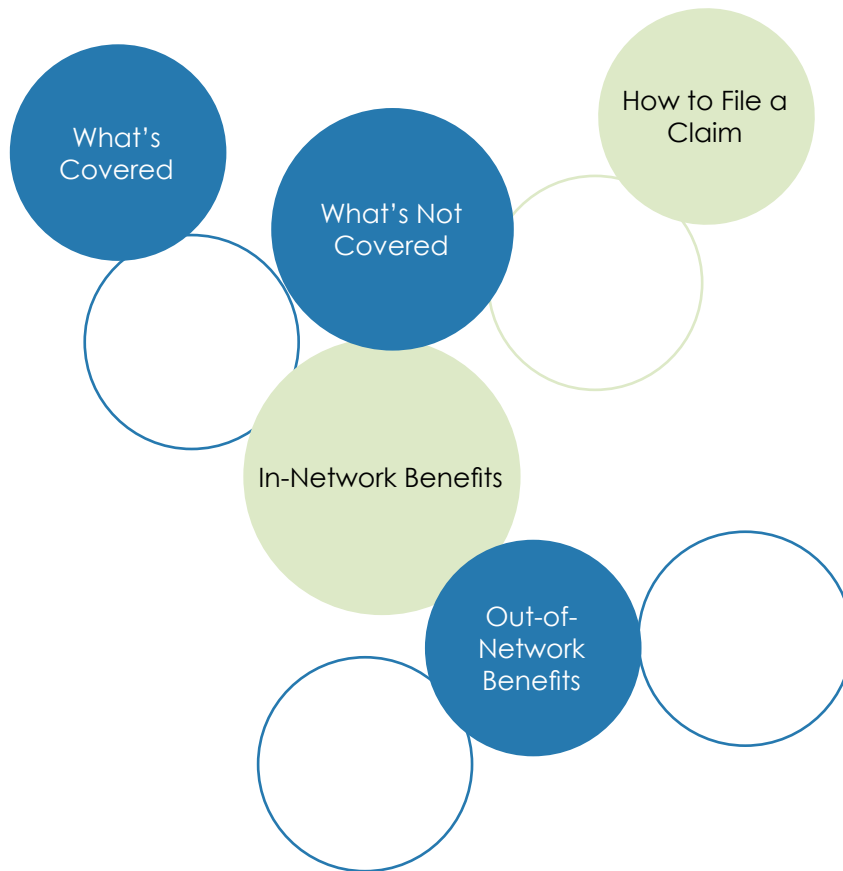 What’s
Covered
What’s Not
Covered
How to File a
Claim
In-Network Benefits
Out-of-
Network
Benefits